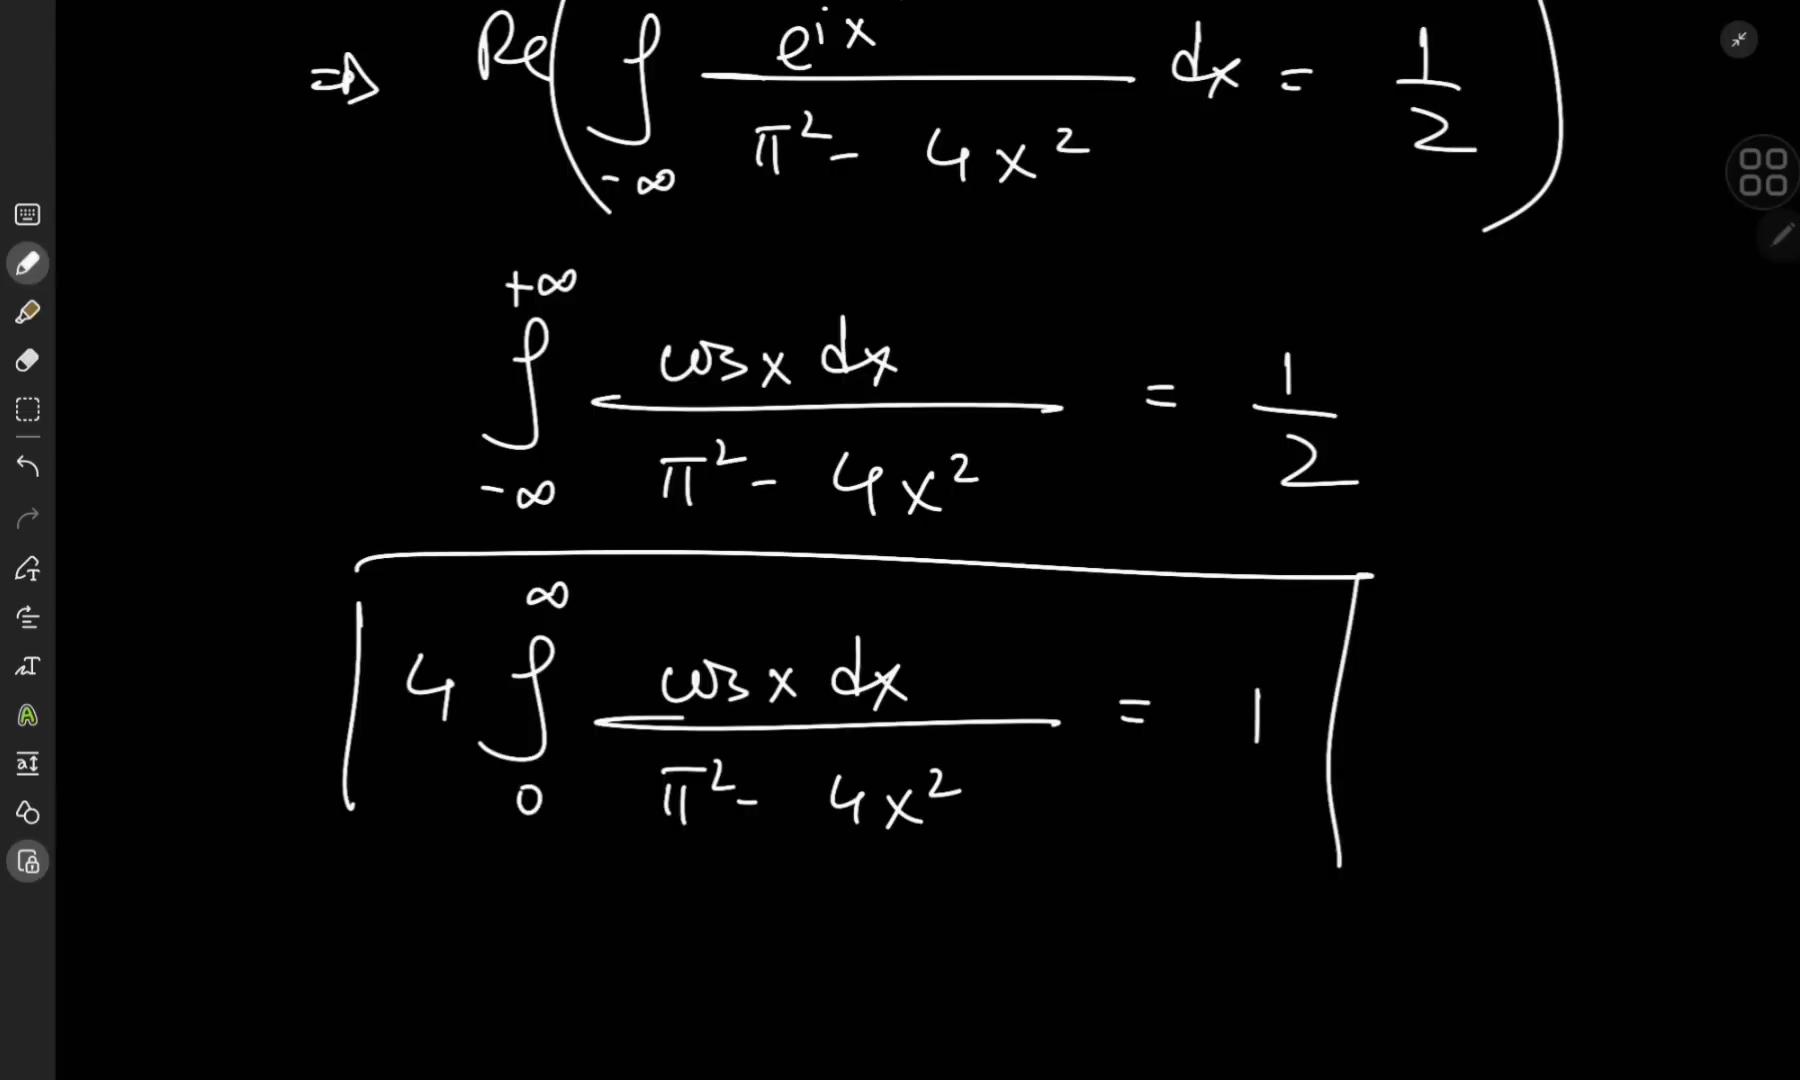 ⇒ Re( ∫_{-∞} e^{ix} / (π² - 4x²) dx = 1/2 )
∫_{-∞}^{+∞} cos x dx / (π² - 4x²) = 1/2
4 ∫_{0}^{∞} cos x dx / (π² - 4x²) = 1